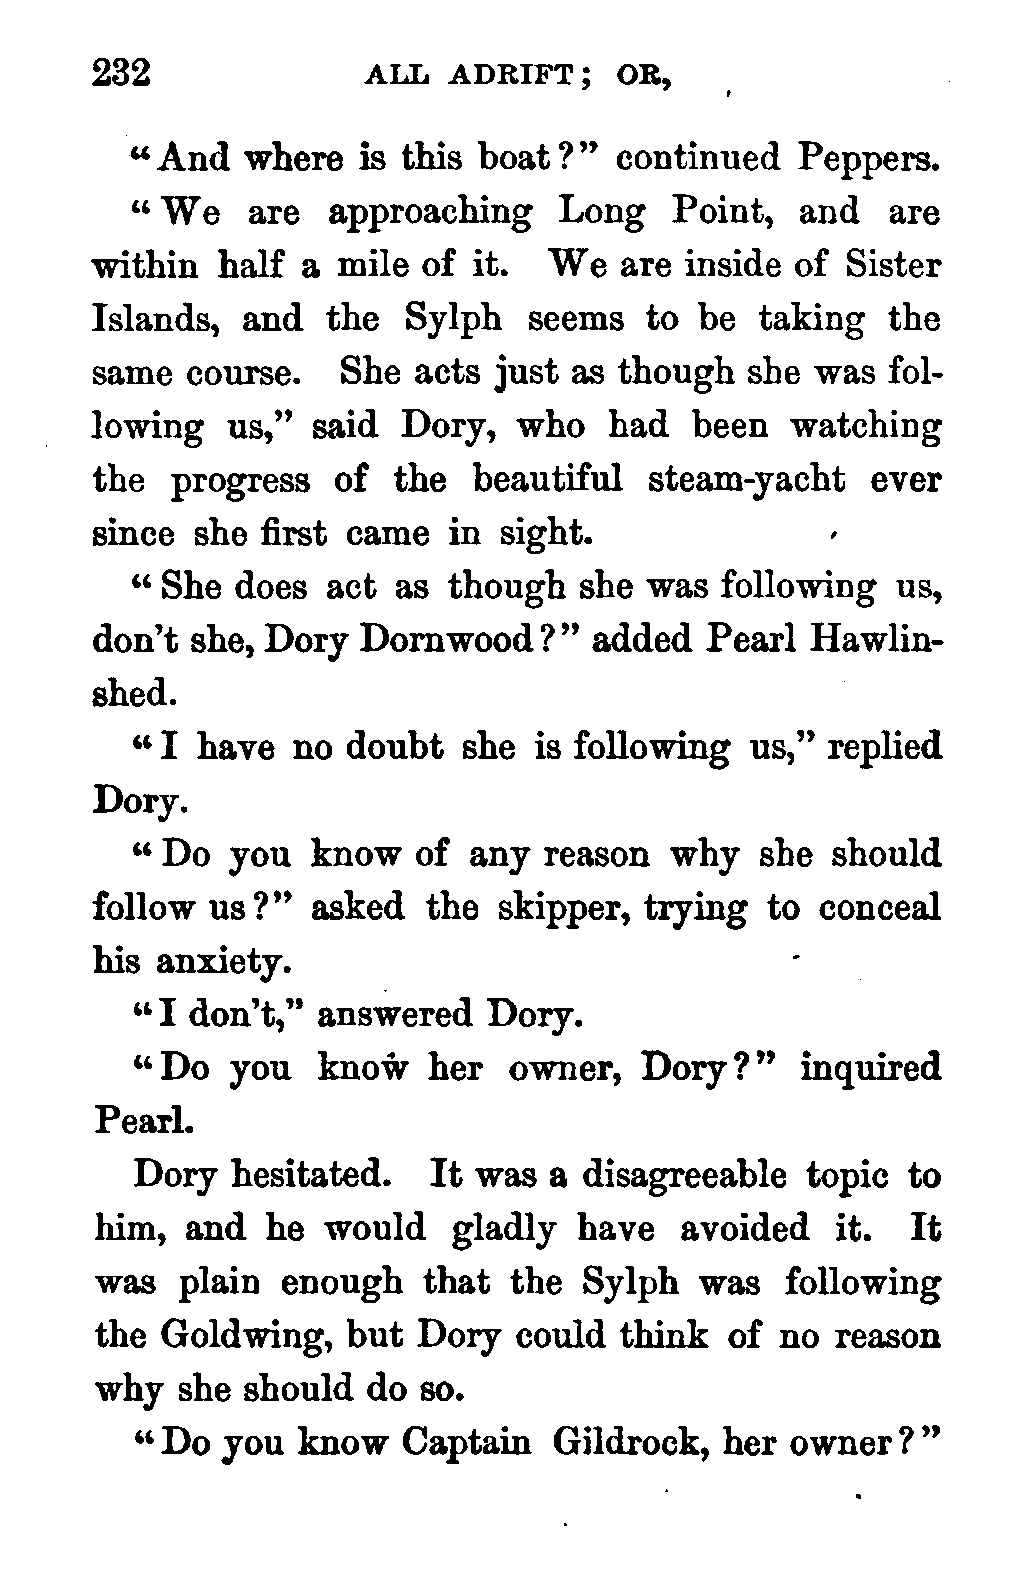 232 ALL ADRIFT; OR,
“And where is this boat?” continued Peppers.
“We are approaching Long Point, and are
within half a mile of it. We are inside of Sister
Islands, and the Sylph seems to be taking the
same course. She acts just as though she was fol-
lowing us,” said Dory, who had been watching
the progress of the beautiful steam-yacht ever
since she first came in sight.
“She does act as though she was following us,
don't she, Dory Dornwood?” added Pearl Hawlin-
shed.
“I have no doubt she is following us,” replied
Dory.
“Do you know of any reason why she should
follow us?” asked the skipper, trying to conceal
his anxiety.
“I don't,” answered Dory.
“Do you know her owner, Dory?” inquired
Pearl.
Dory hesitated. It was a disagreeable topic to
him, and he would gladly have avoided it. It
was plain enough that the Sylph was following
the Goldwing, but Dory could think of no reason
why she should do so.
“Do you know Captain Gildrock, her owner?”